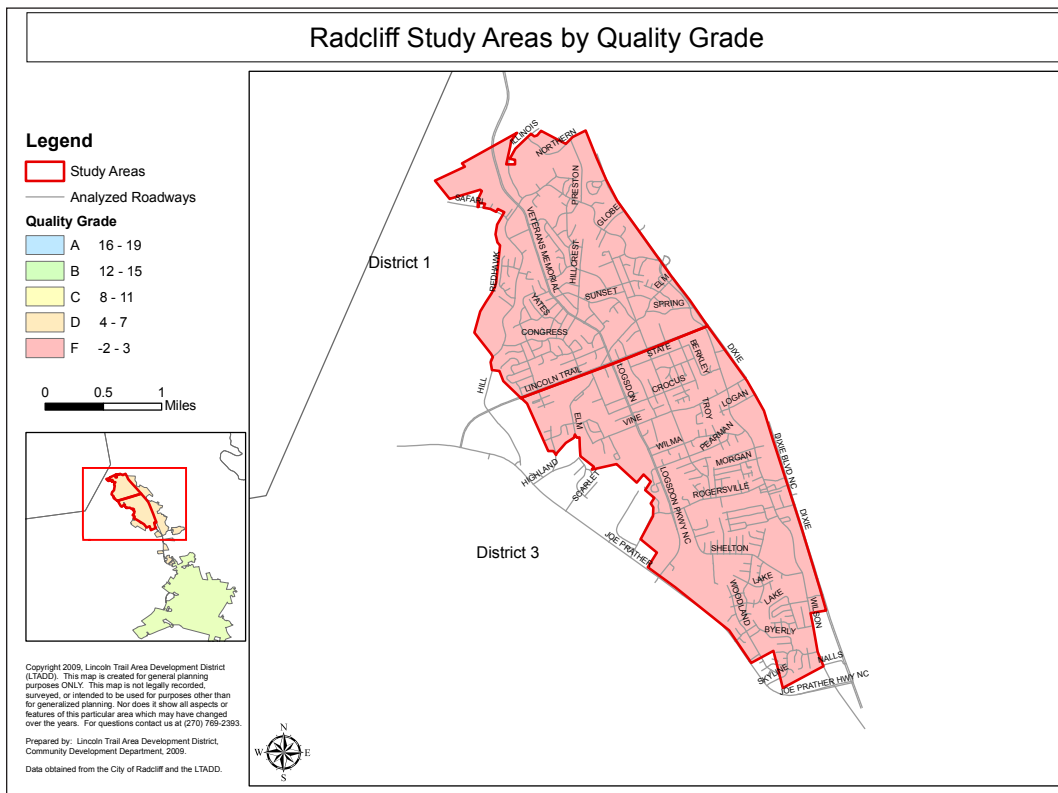 Radcliff Study Areas by Quality Grade
Legend
Study Areas
Analyzed Roadways
Quality Grade
A 16 - 19
B 12 - 15
C 8 - 11
D 4 - 7
F -2 - 3
0 0.5 1
Miles
Copyright 2009, Lincoln Trail Area Development District
(LTADD). This map is created for general planning
purposes ONLY. This map is not legally recorded,
surveyed, or intended to be used for purposes other than
for generalized planning. Nor does it show all aspects or
features of this particular area which may have changed
over the years. For questions contact us at (270) 769-2393.
Prepared by: Lincoln Trail Area Development District,
Community Development Department, 2009.
Data obtained from the City of Radcliff and the LTADD.
N
W E
S
District 1
District 3
ILLINOIS
NORTHERN
SAFARI
PRESTON
GLOBE
VETERANS MEMORIAL
REDHAWK
HILLCREST
ELM
SUNSET
SPRING
YATES
CONGRESS
STATE
BERKLEY
DIXIE
LINCOLN TRAIL
HILL
LOGSDON
CROCUS
LOGAN
TROY
ELM
VINE
WILMA
PEARMAN
DIXIE BLVD NC
MORGAN
HIGHLAND
SCARLET
LOGSDON PKWY NC
ROGERSVILLE
DIXIE
JOE PRATHER
SHELTON
LAKE
LAKE
WOODLAND
WILSON
BYERLY
NALLS
SKYLINE
JOE PRATHER HWY NC